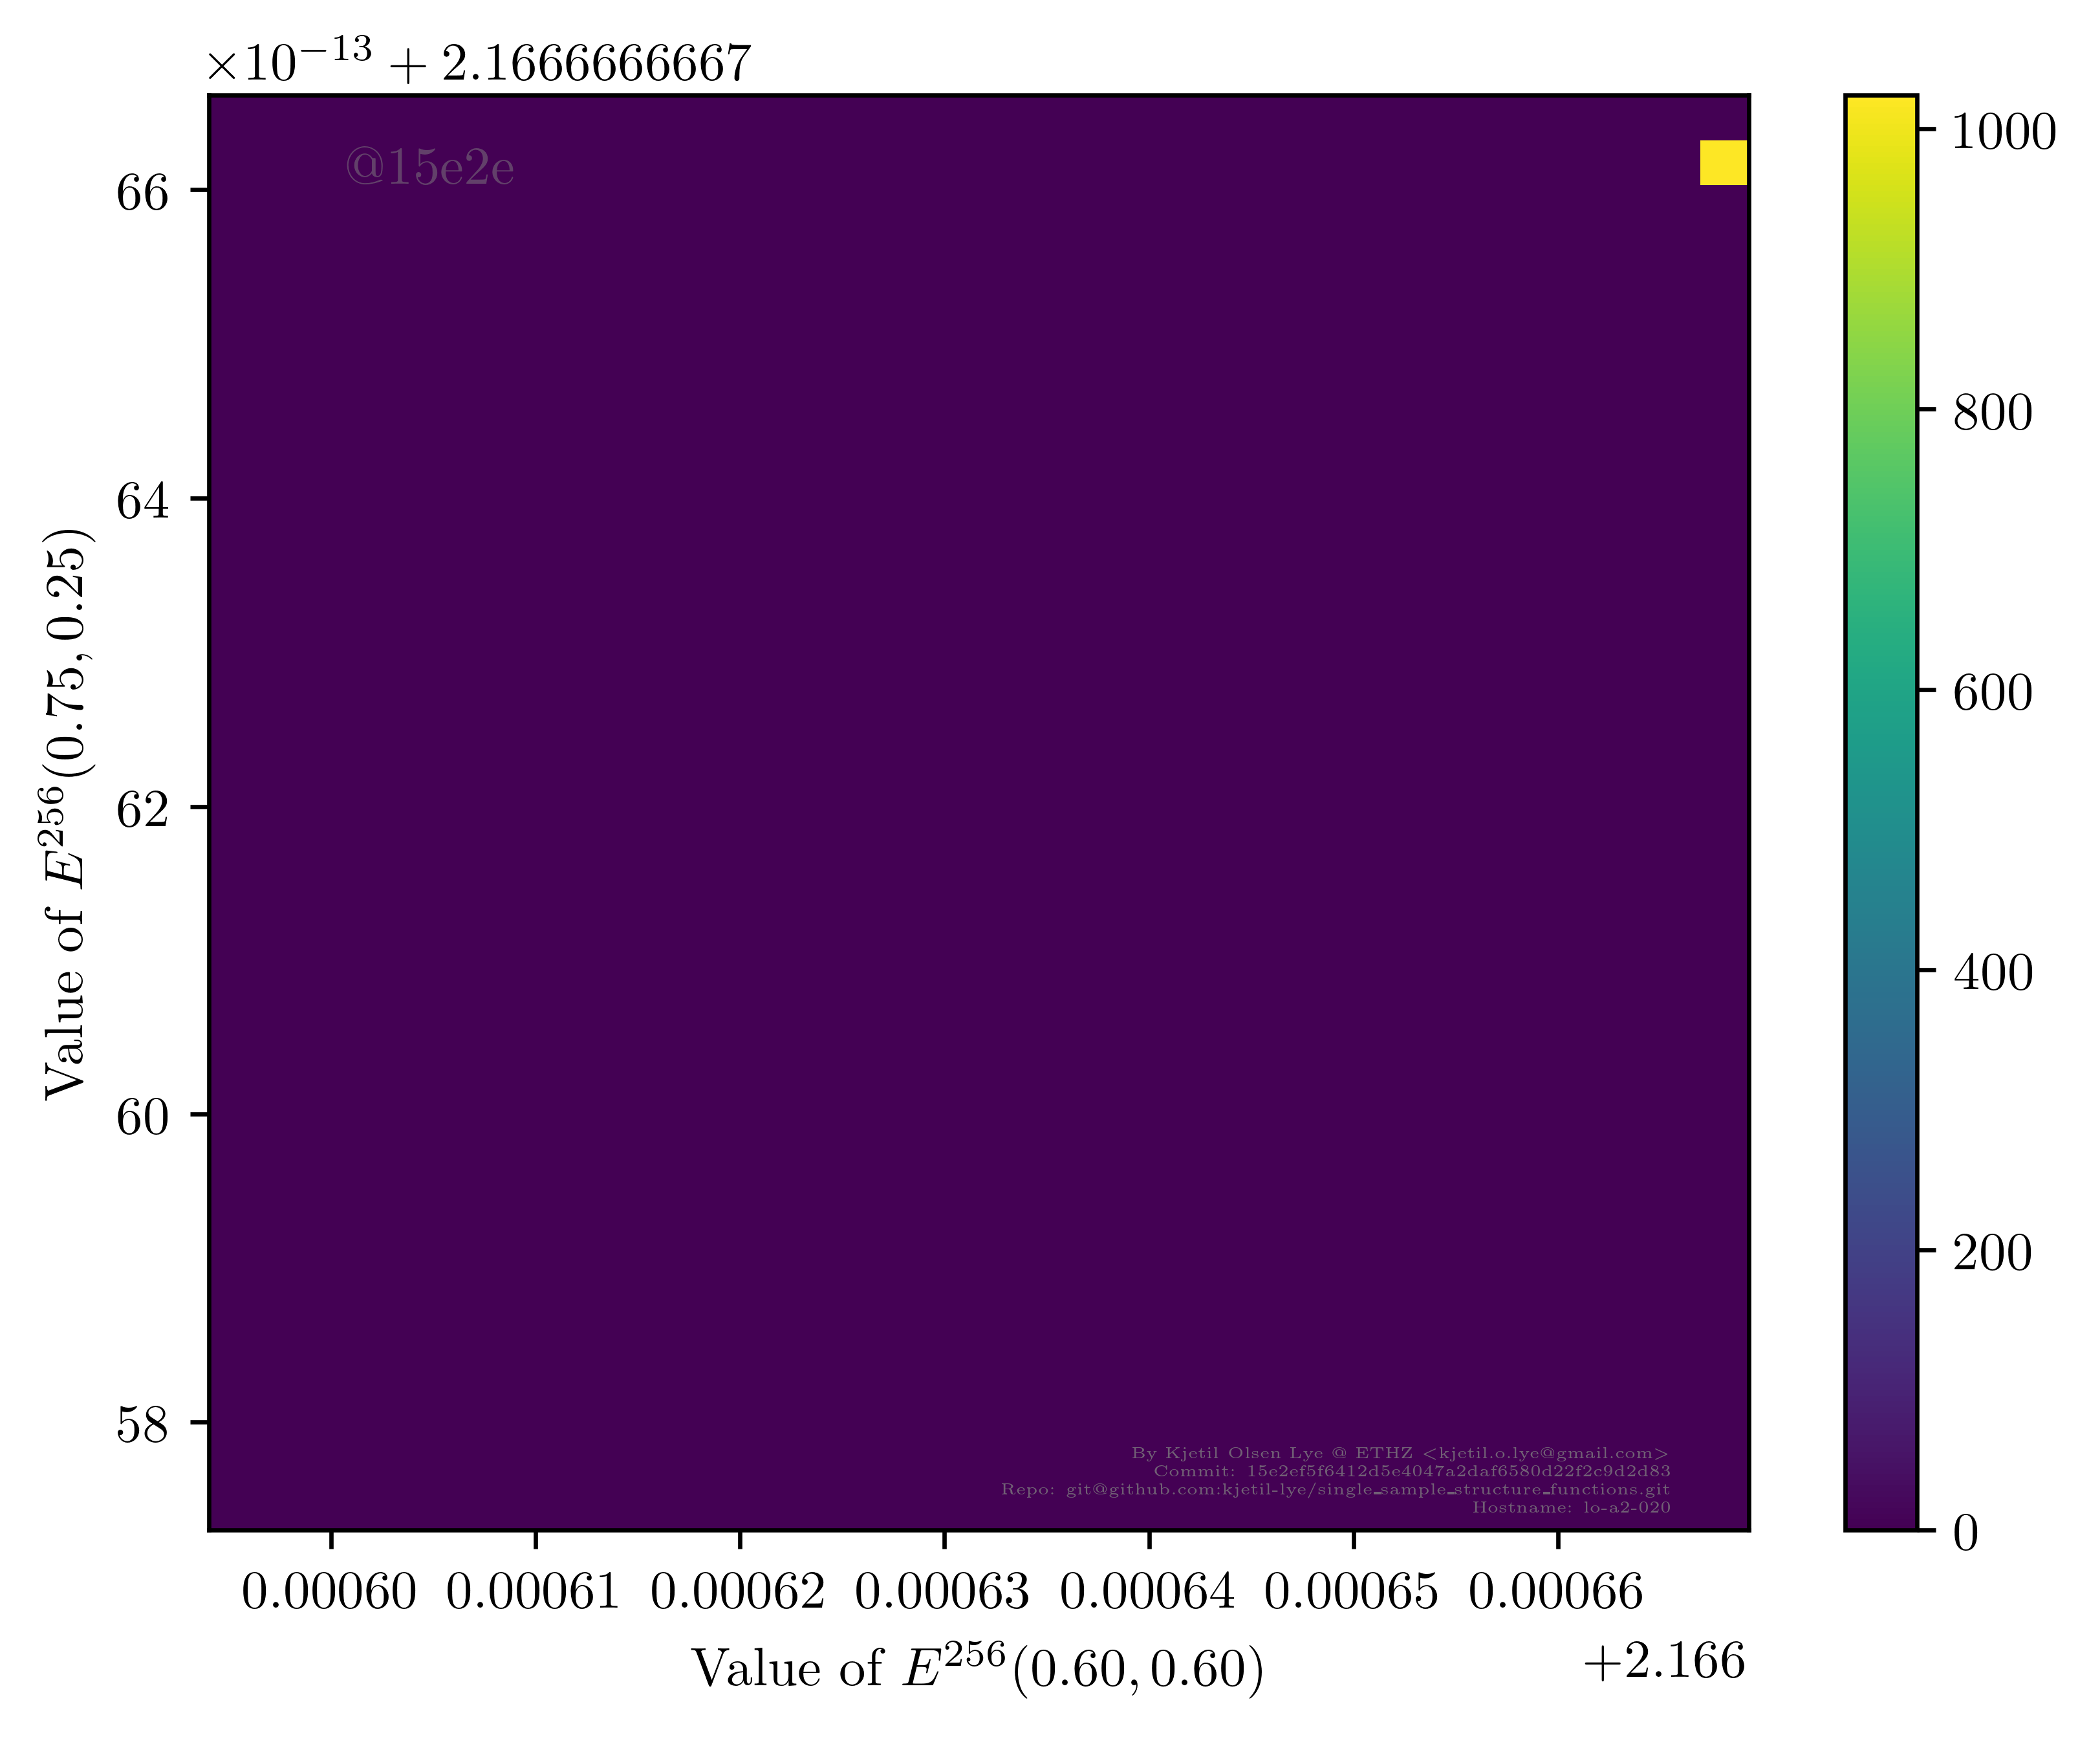 ×10⁻¹³ + 2.1666666667
@15e2e
66
64
62
60
58
Value of E²⁵⁶(0.75, 0.25)
1000
800
600
400
200
0
By Kjetil Olsen Lye @ ETHZ <kjetil.o.lye@gmail.com>
Commit: 15e2ef5f6412d5e4047a2daf6580d22f2c9d2d83
Repo: git@github.com:kjetil-lye/single_sample_structure_functions.git
Hostname: lo-a2-020
0.00060 0.00061 0.00062 0.00063 0.00064 0.00065 0.00066
Value of E²⁵⁶(0.60, 0.60)
+2.166